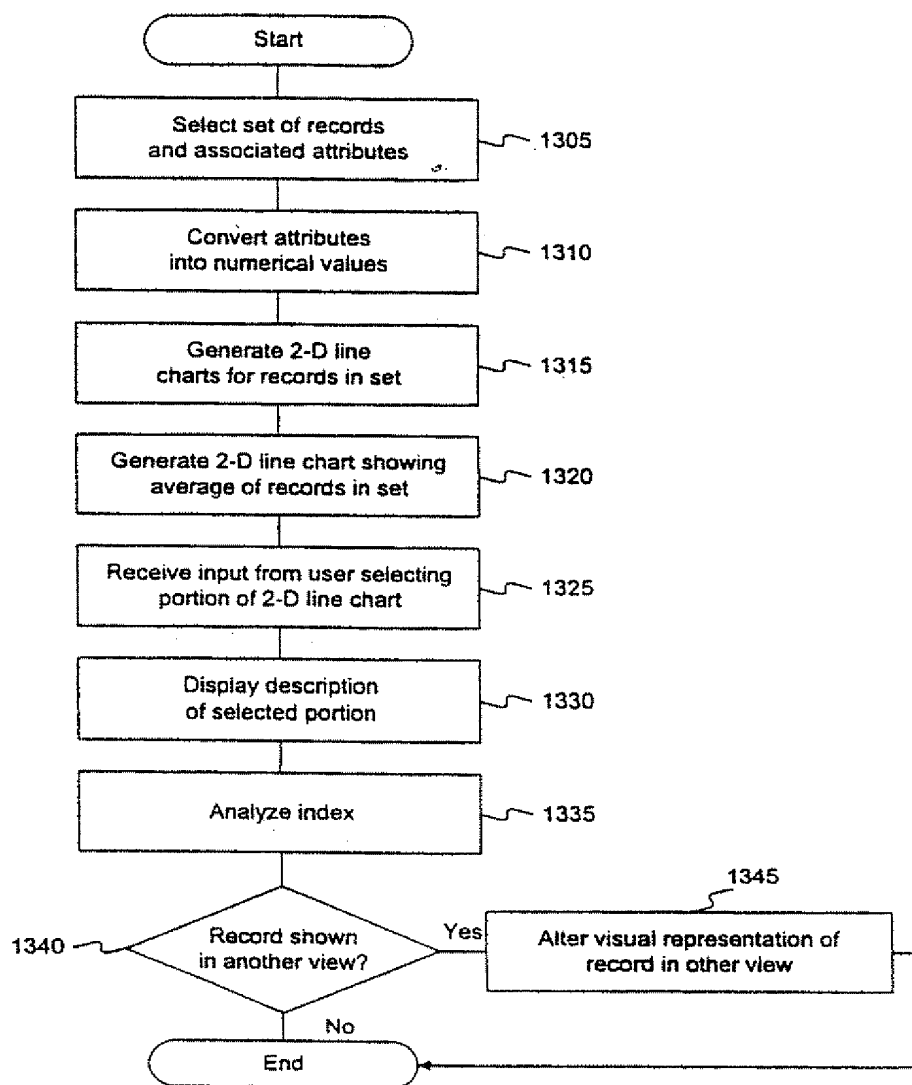 Start
Select set of records
and associated attributes
1305
Convert attributes
into numerical values
1310
Generate 2-D line
charts for records in set
1315
Generate 2-D line chart showing
average of records in set
1320
Receive input from user selecting
portion of 2-D line chart
1325
Display description
of selected portion
1330
Analyze index
1335
1340
Record shown
in another view?
Yes
1345
Alter visual representation of
record in other view
No
End